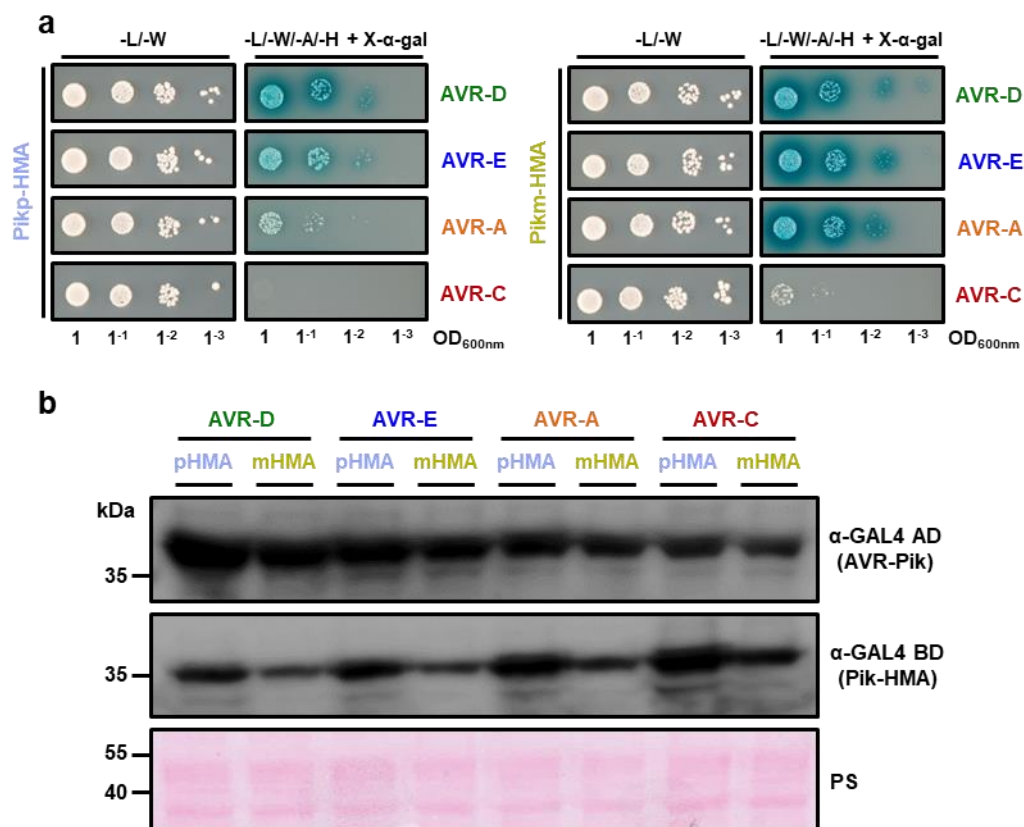 a
-L/-W -L/-W/-A/-H + X-α-gal -L/-W -L/-W/-A/-H + X-α-gal
Pikp-HMA
AVR-D
AVR-E
AVR-A
AVR-C
1 1-1 1-2 1-3 1 1-1 1-2 1-3 OD600nm
Pikm-HMA
AVR-D
AVR-E
AVR-A
AVR-C
1 1-1 1-2 1-3 1 1-1 1-2 1-3 OD600nm
b
AVR-D AVR-E AVR-A AVR-C
pHMA mHMA pHMA mHMA pHMA mHMA pHMA mHMA
kDa
35
α-GAL4 AD
(AVR-Pik)
35
α-GAL4 BD
(Pik-HMA)
55
40
PS